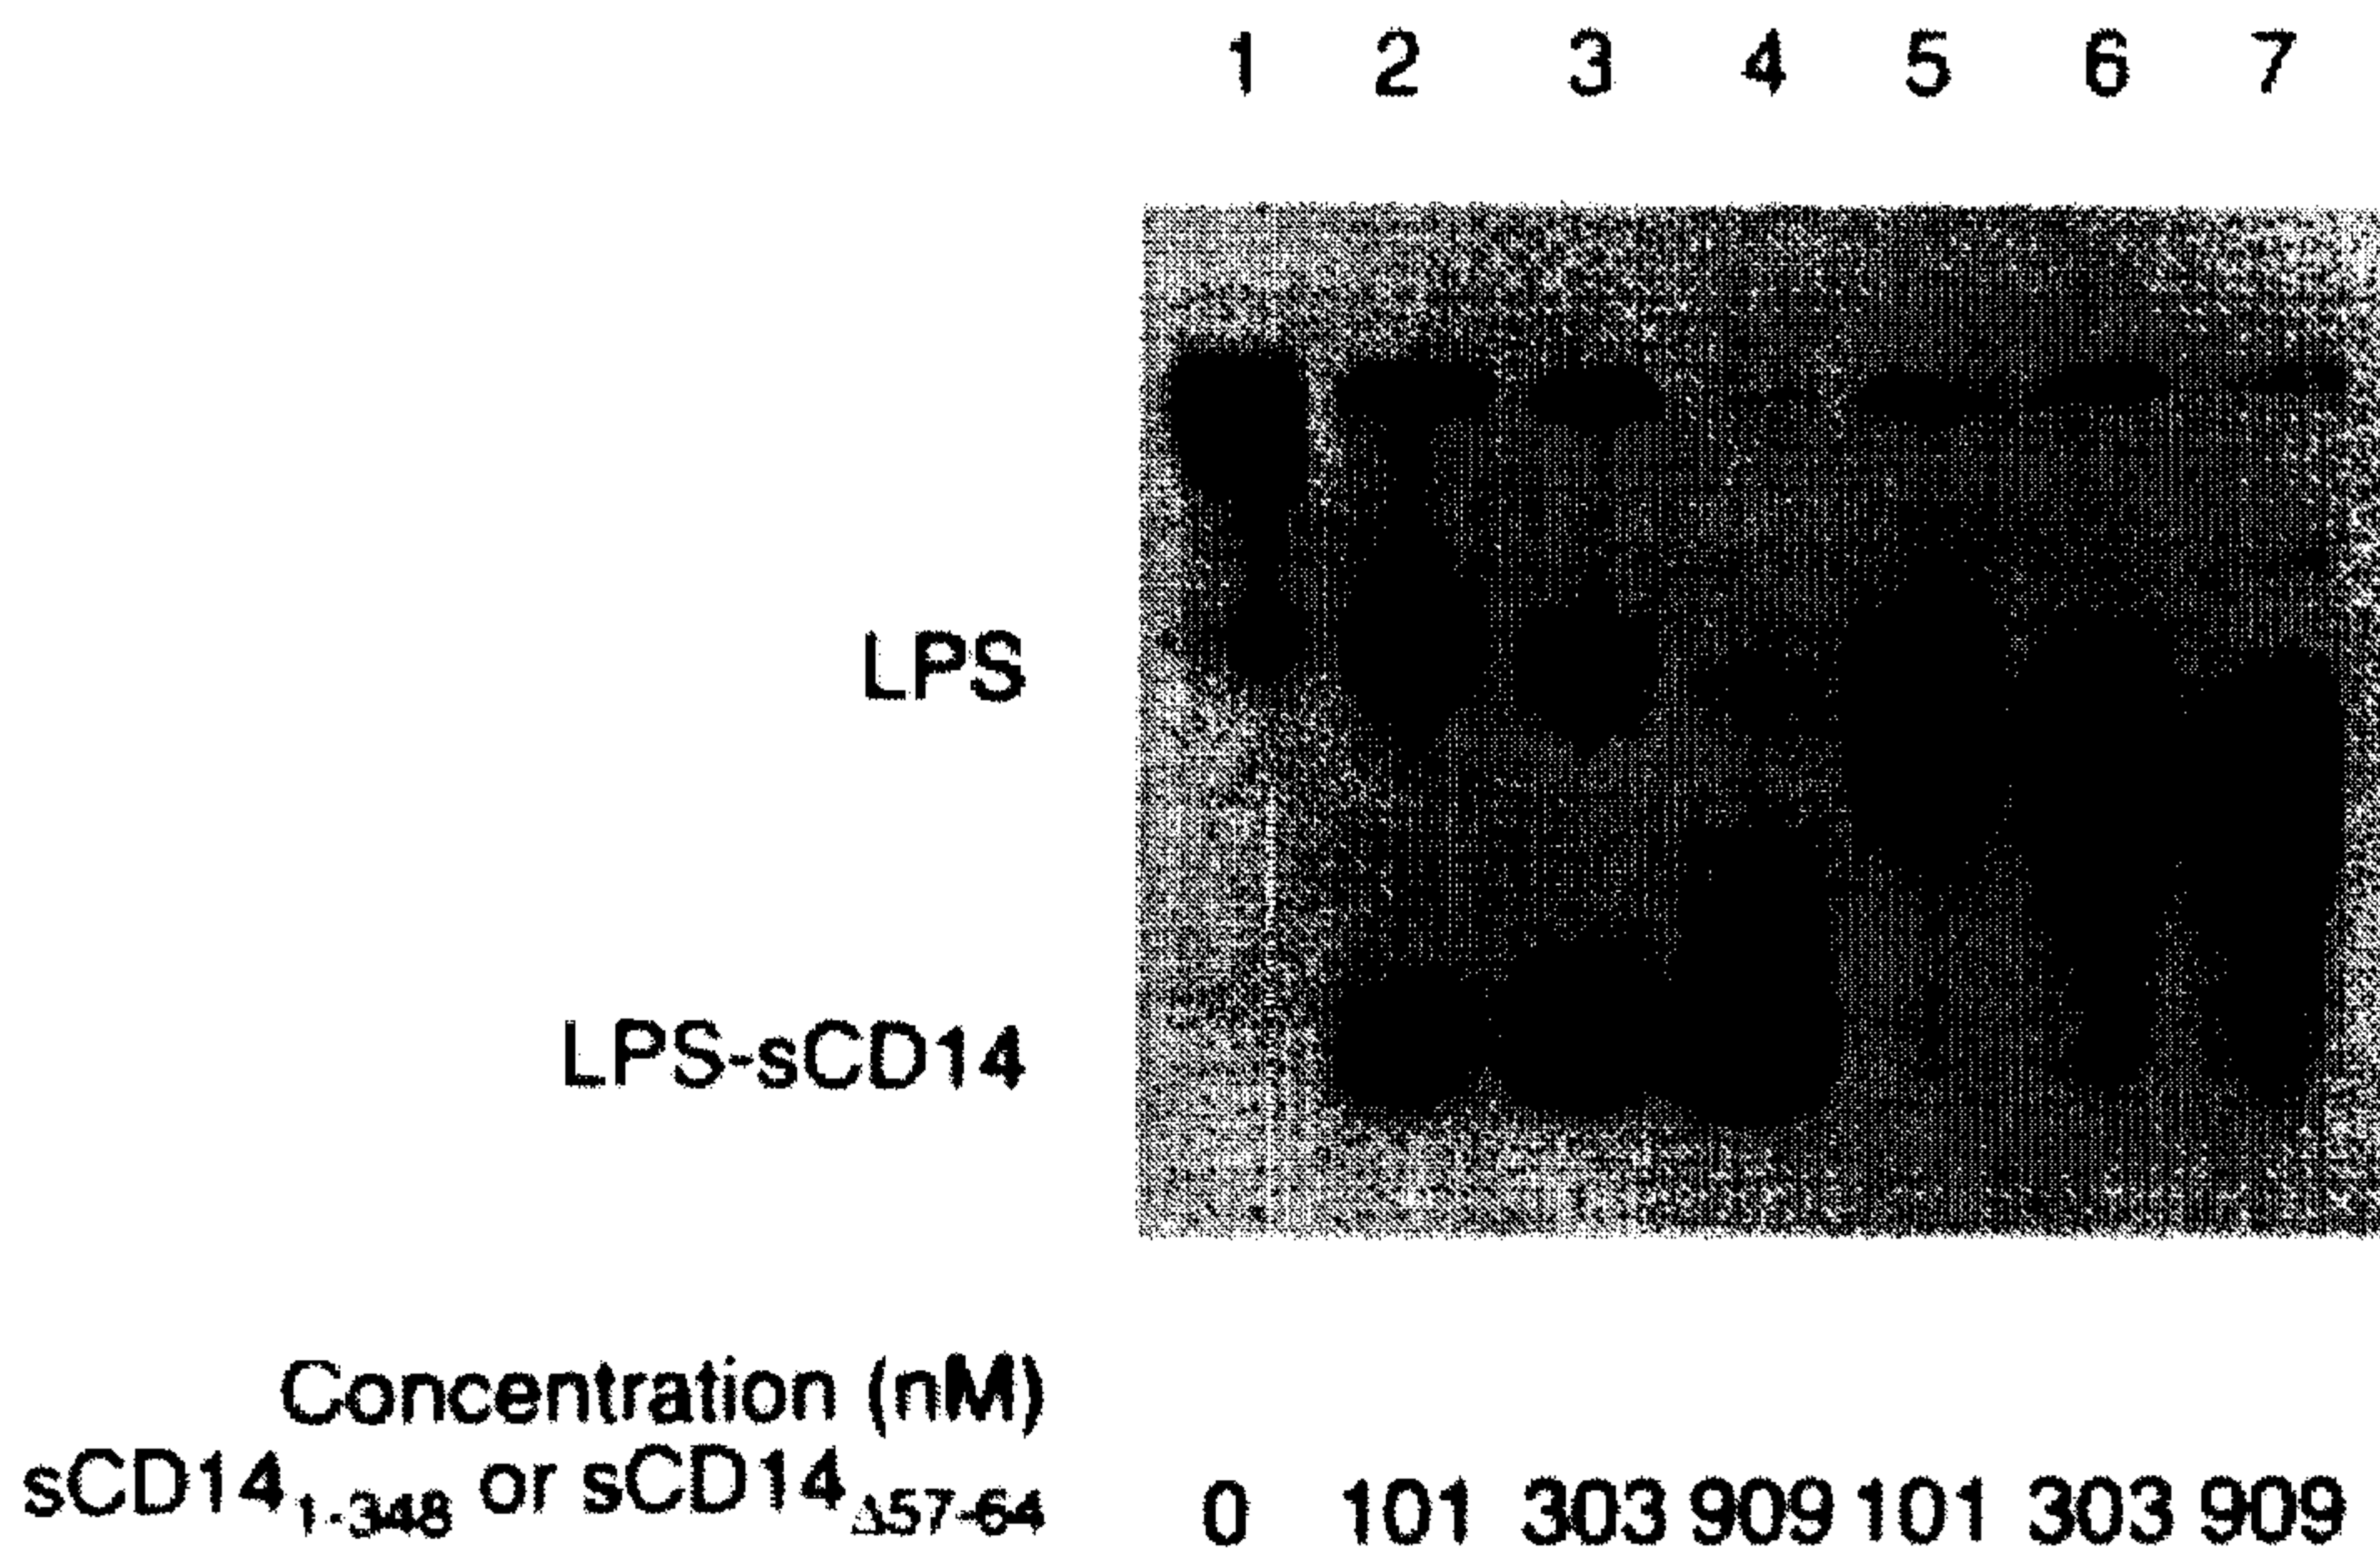 1 2 3 4 5 6 7
LPS
LPS-sCD14
Concentration (nM)
sCD14₁₋₃₄₈ or sCD14Δ57-64 0 101 303 909 101 303 909